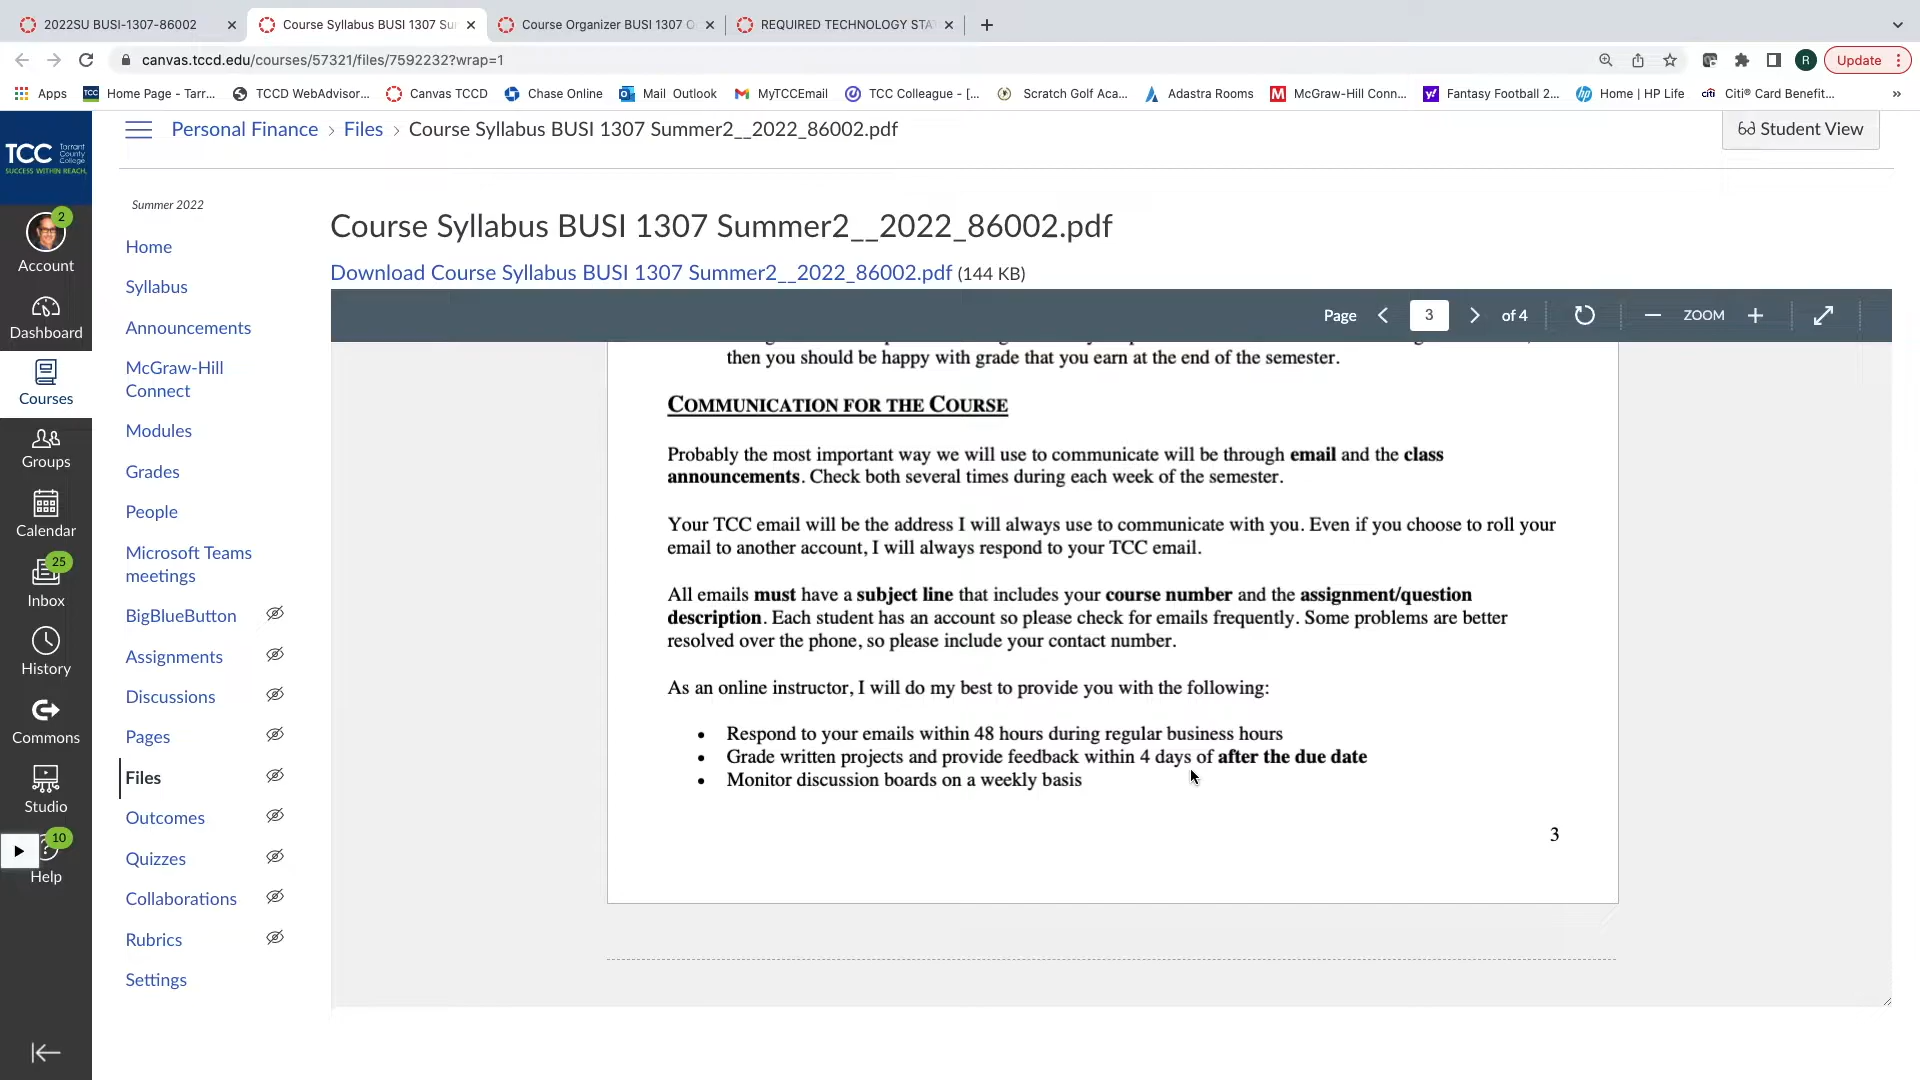 2022SU BUSI-1307-86002
Course Syllabus BUSI 1307 Su
Course Organizer BUSI 1307 O
REQUIRED TECHNOLOGY STA
canvas.tccd.edu/courses/57321/files/7592232?wrap=1
R
Update
Apps
TCC
Home Page - Tarr...
TCCD WebAdvisor...
Canvas TCCD
Chase Online
Mail Outlook
MyTCCEmail
TCC Colleague - [...
Scratch Golf Aca...
Adastra Rooms
McGraw-Hill Conn...
Fantasy Football 2...
Home | HP Life
citi
Citi® Card Benefit...
»
TCC Tarrant County College
SUCCESS WITHIN REACH.
Personal Finance › Files › Course Syllabus BUSI 1307 Summer2__2022_86002.pdf
Student View
2
Account
Dashboard
Courses
Groups
Calendar
25
Inbox
History
Commons
Studio
10
Help
Summer 2022
Home
Syllabus
Announcements
McGraw-Hill
Connect
Modules
Grades
People
Microsoft Teams
meetings
BigBlueButton
Assignments
Discussions
Pages
Files
Outcomes
Quizzes
Collaborations
Rubrics
Settings
Course Syllabus BUSI 1307 Summer2__2022_86002.pdf
Download Course Syllabus BUSI 1307 Summer2__2022_86002.pdf (144 KB)
Page 3 of 4 ZOOM
then you should be happy with grade that you earn at the end of the semester.
COMMUNICATION FOR THE COURSE
Probably the most important way we will use to communicate will be through email and the class
announcements. Check both several times during each week of the semester.
Your TCC email will be the address I will always use to communicate with you. Even if you choose to roll your
email to another account, I will always respond to your TCC email.
All emails must have a subject line that includes your course number and the assignment/question
description. Each student has an account so please check for emails frequently. Some problems are better
resolved over the phone, so please include your contact number.
As an online instructor, I will do my best to provide you with the following:
• Respond to your emails within 48 hours during regular business hours
• Grade written projects and provide feedback within 4 days of after the due date
• Monitor discussion boards on a weekly basis
3